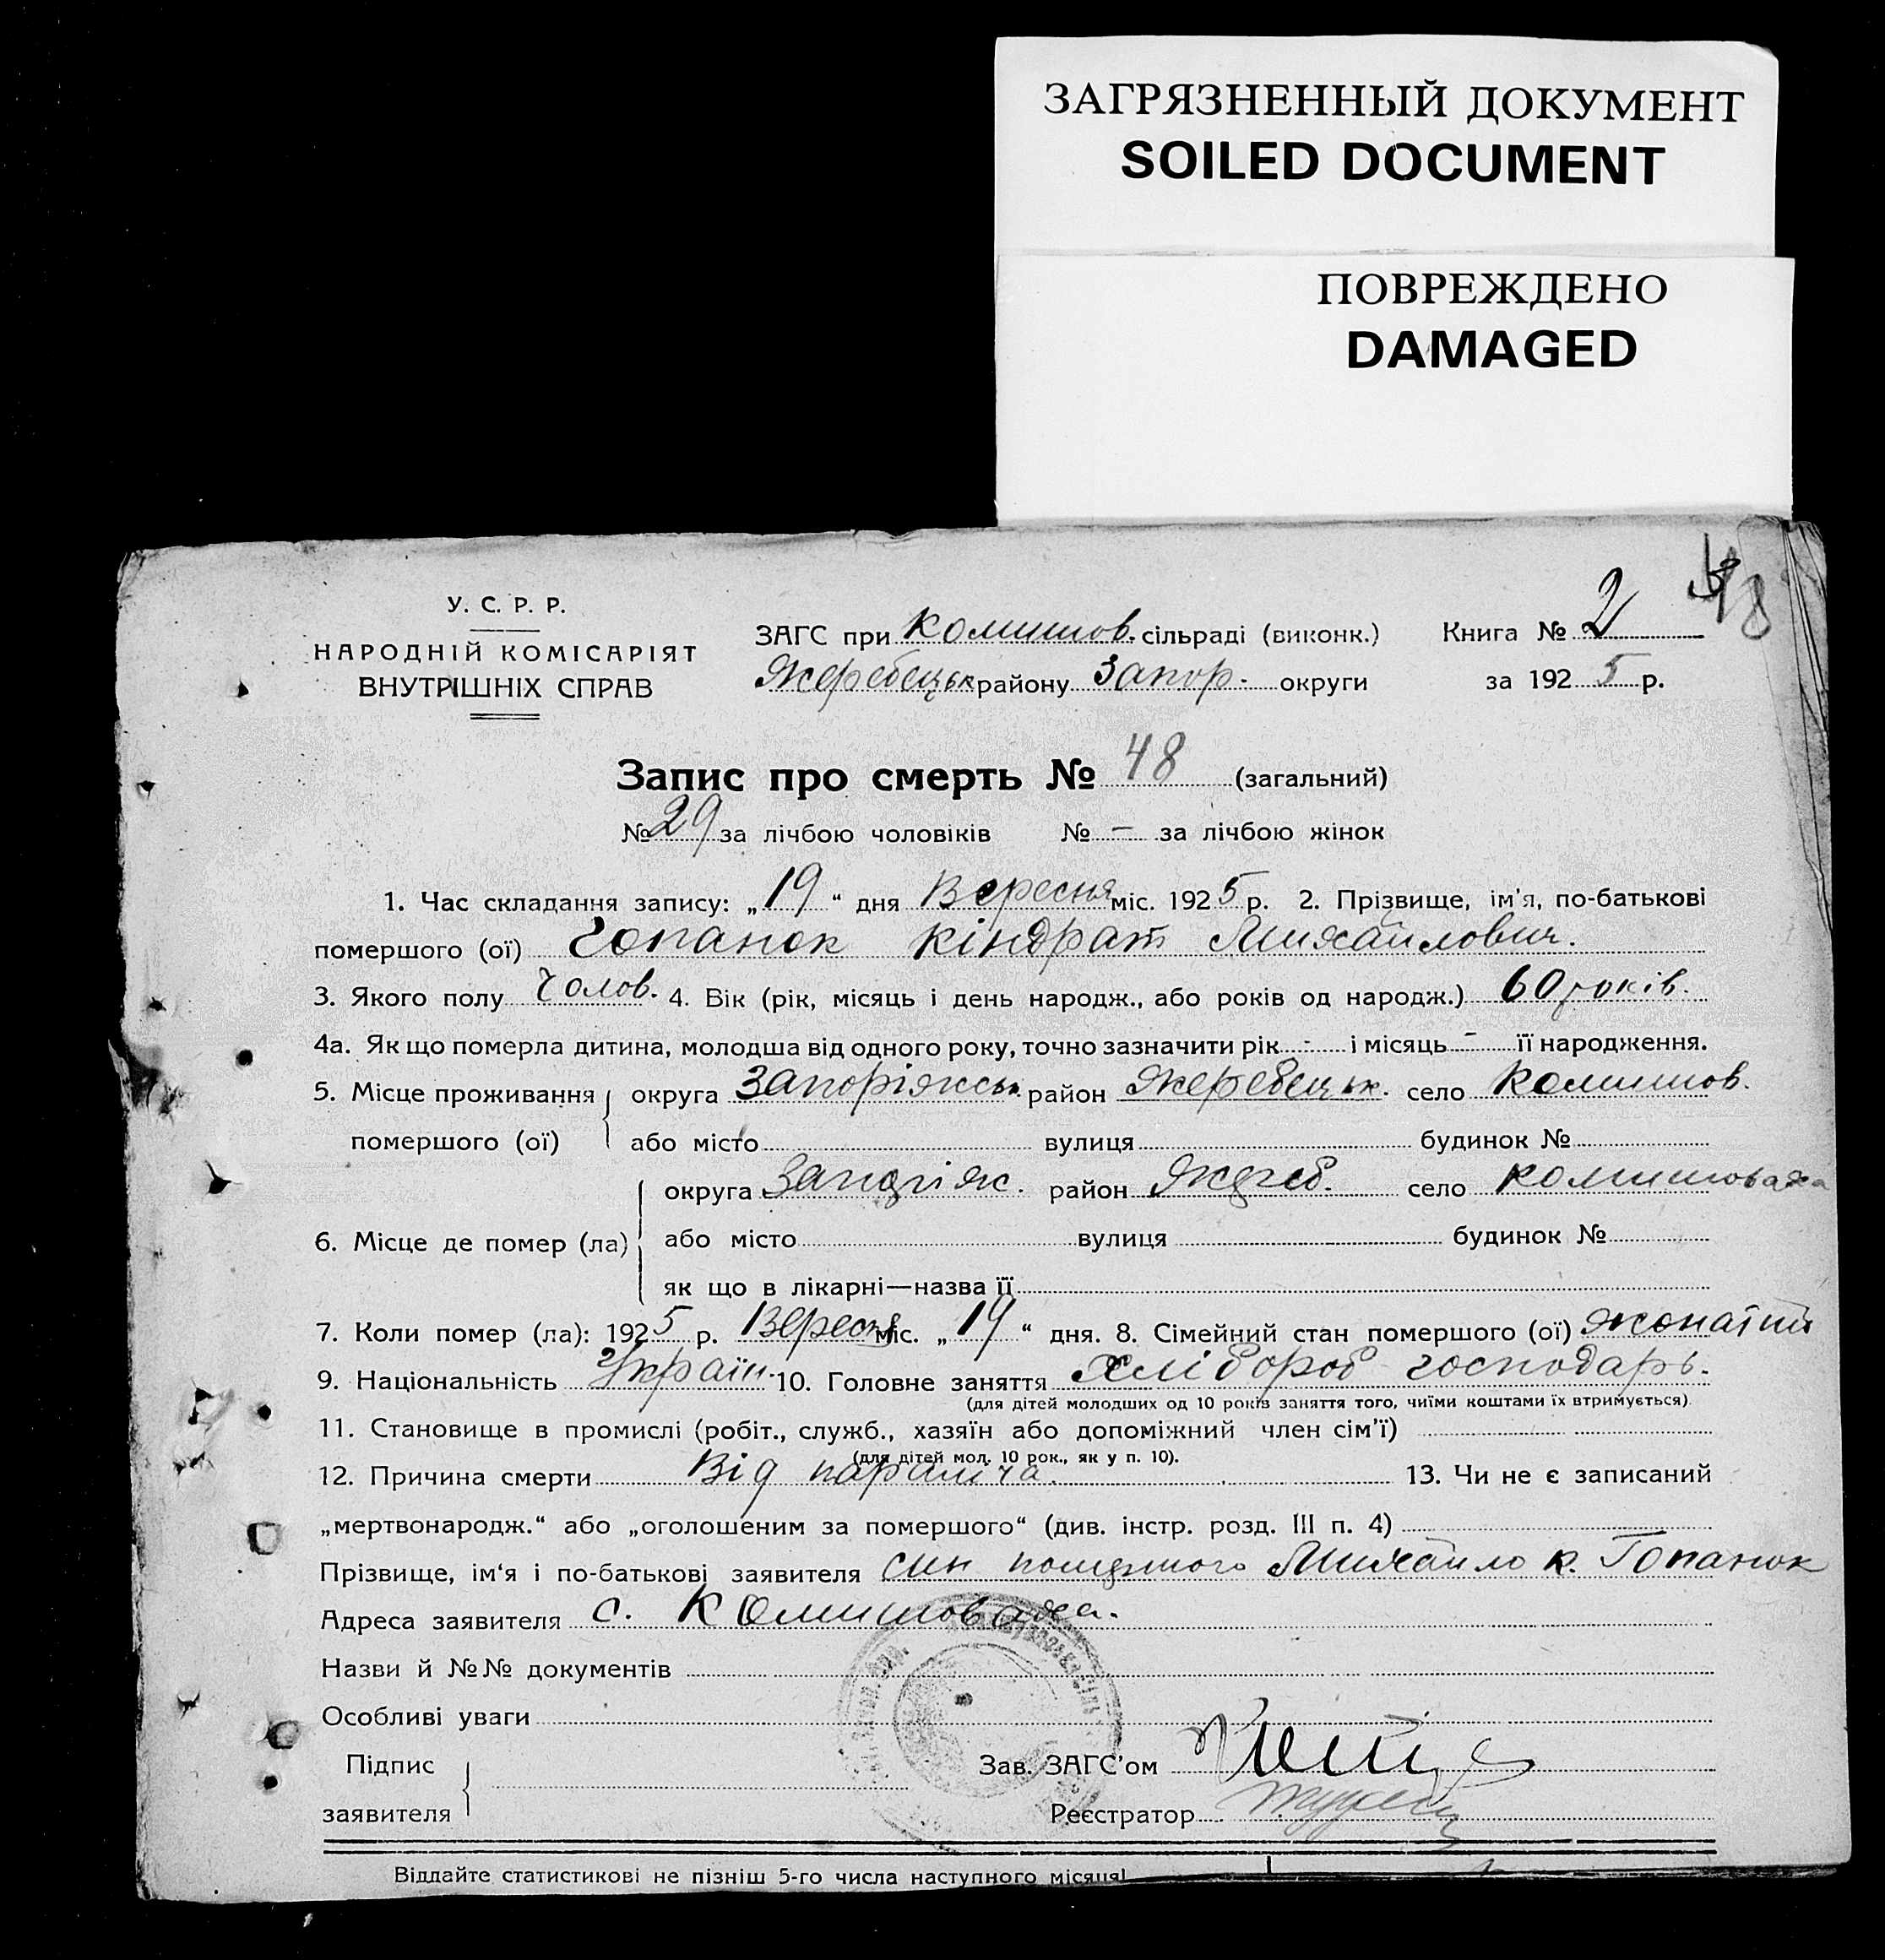 ЗАГРЯЗНЕННЫЙ ДОКУМЕНТ
SOILED DOCUMENT
ПОВРЕЖДЕНО
DAMAGED
48
У. С. Р. Р.
НАРОДНІЙ КОМІСАРІЯТ
ВНУТРІШНІХ СПРАВ
ЗАГС при Комишов. сільраді (виконк.) Книга № 2
Жеребецьк району Запор. округи за 1925 р.
Запис про смерть № 48 (загальний)
№ 29 за лічбою чоловіків № — за лічбою жінок
1. Час складання запису: „19“ дня Вересня міс. 1925 р. 2. Прізвище, ім'я, по-батькові
помершого (ої) Гопанок Кіндрат Михайлович.
3. Якого полу Чолов. 4. Вік (рік, місяць і день народж., або років од народж.) 60 років.
4а. Як що померла дитина, молодша від одного року, точно зазначити рік - і місяць - її народження.
5. Місце проживання округа Запоріжськ. район Жеребецьк. село Комишов.
помершого (ої) або місто вулиця будинок №
округа Запоріж. район Жереб. село Комишоваха
6. Місце де помер (ла) або місто вулиця будинок №
як що в лікарні—назва її
7. Коли помер (ла): 1925 р. Вересня міс. „19“ дня. 8. Сімейний стан помершого (ої) жонатий
9. Національність Україн. 10. Головне заняття Хлібороб господарь.
(для дітей молодших од 10 років заняття того, чиїми коштами їх втримується).
11. Становище в промислі (робіт., служб., хазяїн або допоміжний член сім'ї)
(для дітей мол. 10 рок., як у п. 10).
12. Причина смерти Від параліча. 13. Чи не є записаний
„мертвонародж.“ або „оголошеним за помершого“ (див. інстр. розд. III п. 4)
Прізвище, ім'я і по-батькові заявителя син помершого Михайло К. Гопанок
Адреса заявителя с. Комишоваха.
Назви й №№ документів
Особливі уваги
Підпис
заявителя
Зав. ЗАГС'ом
Реєстратор
Віддайте статистикові не пізніш 5-го числа наступного місяця!